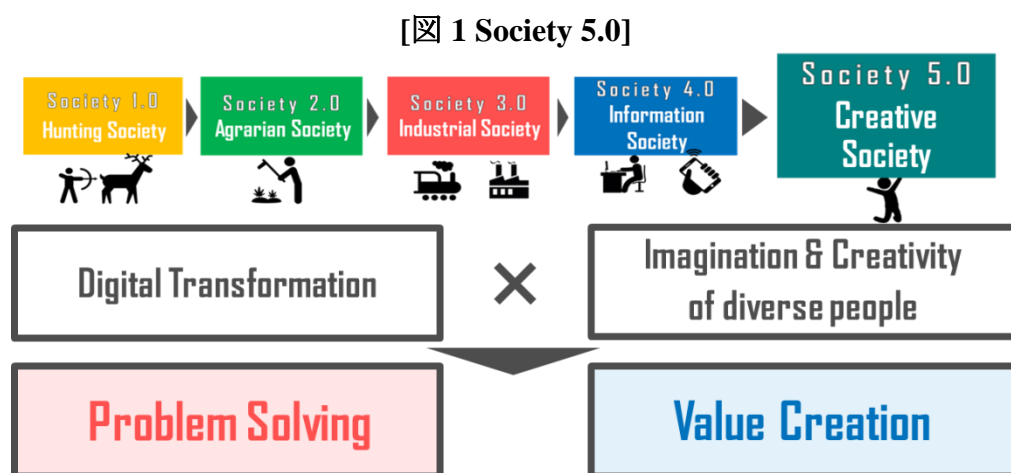 [図 1 Society 5.0]
Society 1.0
Hunting Society
Society 2.0
Agrarian Society
Society 3.0
Industrial Society
Society 4.0
Information
Society
Society 5.0
Creative
Society
Digital Transformation
×
Imagination & Creativity
of diverse people
Problem Solving
Value Creation